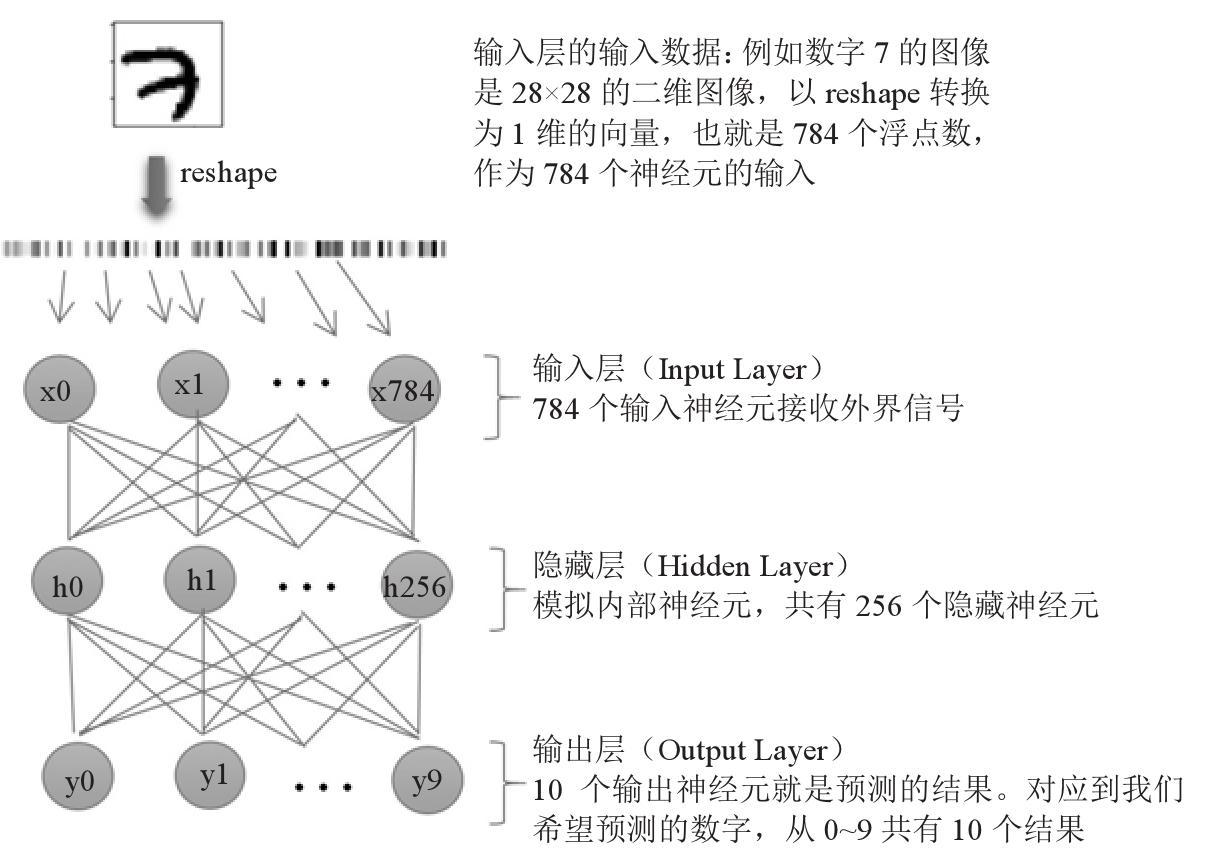 输入层的输入数据：例如数字 7 的图像
是 28×28 的二维图像，以 reshape 转换
为 1 维的向量，也就是 784 个浮点数，
作为 784 个神经元的输入
reshape
x0 x1 ··· x784
输入层（Input Layer）
784 个输入神经元接收外界信号
h0 h1 ··· h256
隐藏层（Hidden Layer）
模拟内部神经元，共有 256 个隐藏神经元
y0 y1 ··· y9
输出层（Output Layer）
10 个输出神经元就是预测的结果。对应到我们
希望预测的数字，从 0~9 共有 10 个结果